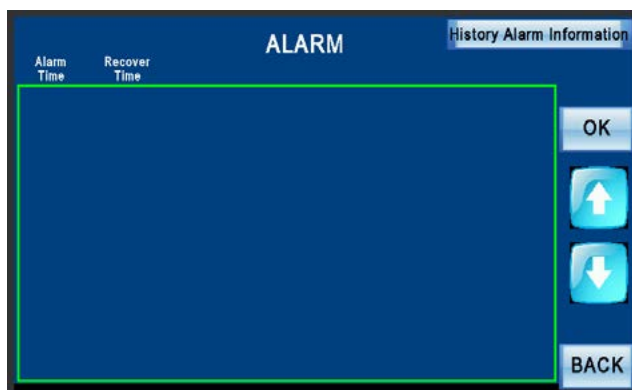 ALARM
History Alarm Information
Alarm
Time
Recover
Time
OK
BACK